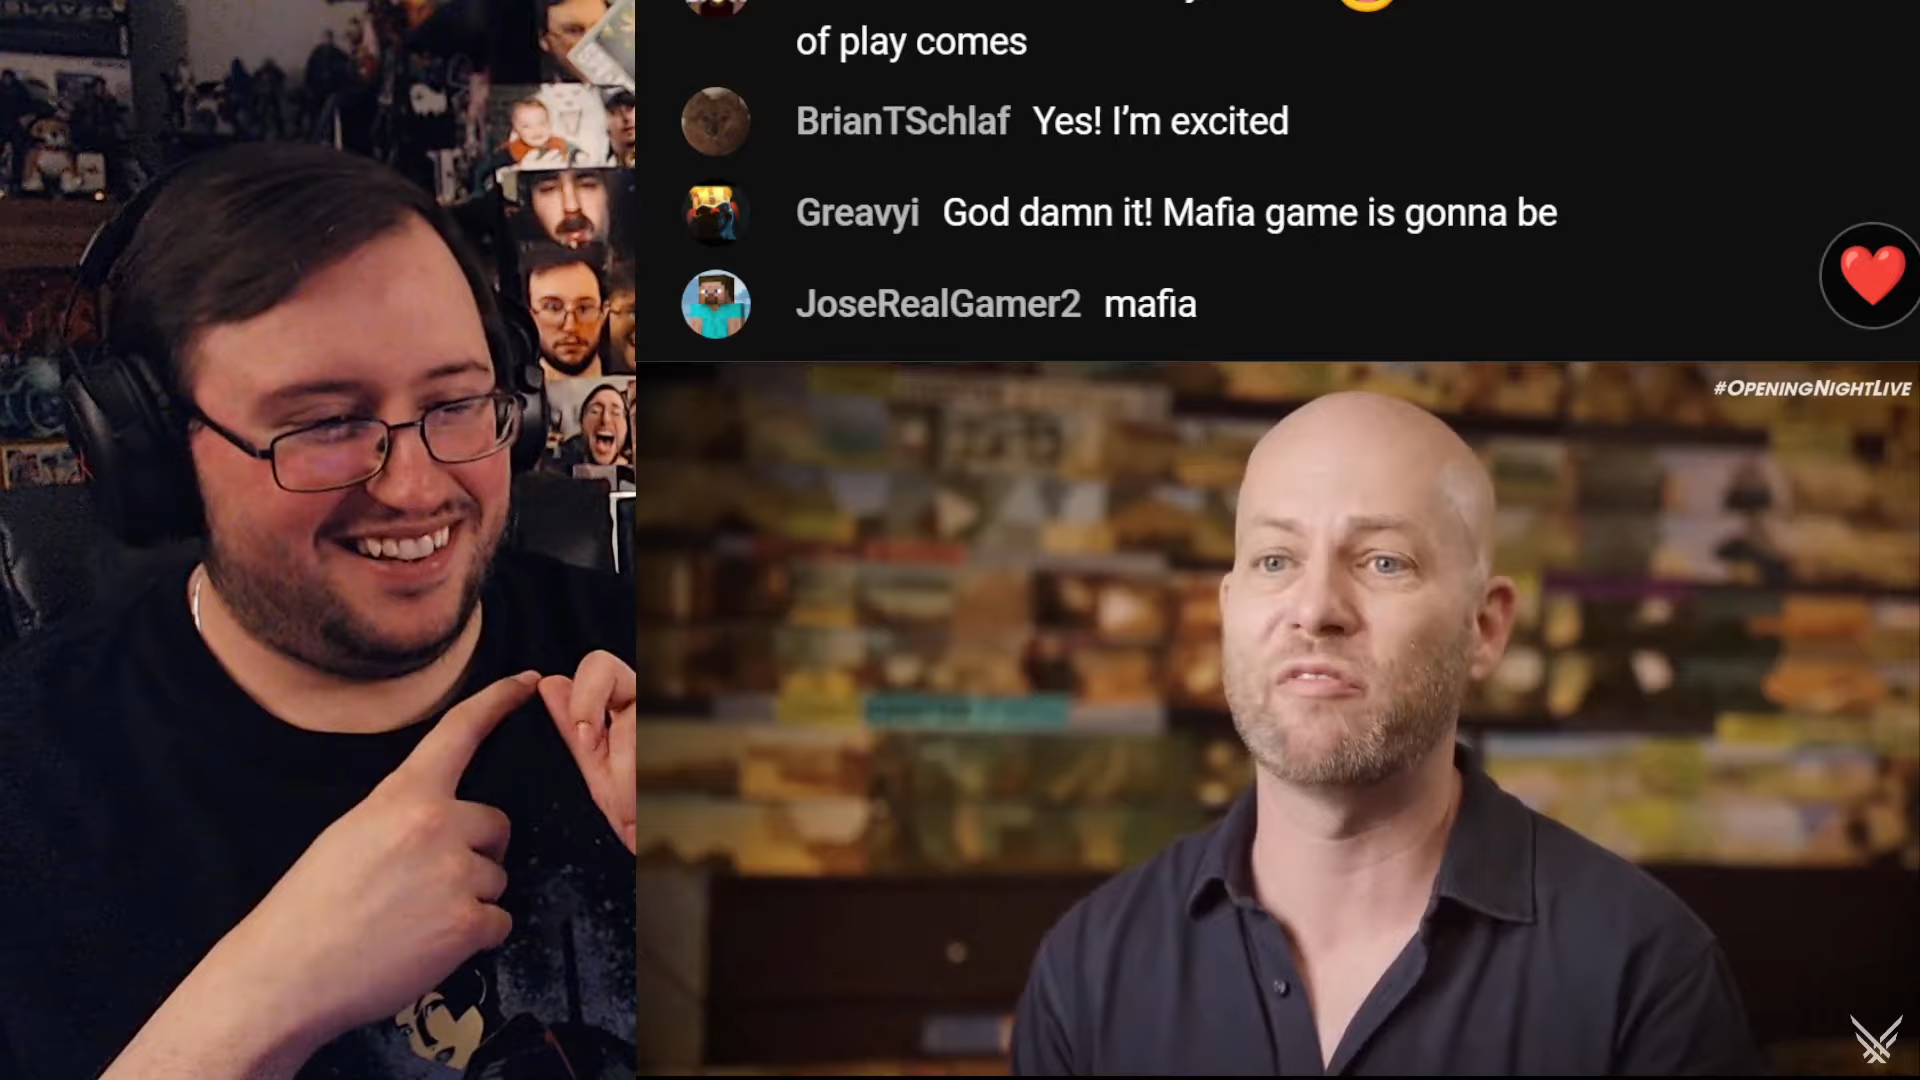 of play comes
BrianTSchlaf Yes! I’m excited
Greavyi God damn it! Mafia game is gonna be
JoseRealGamer2 mafia
#OPENINGNIGHTLIVE